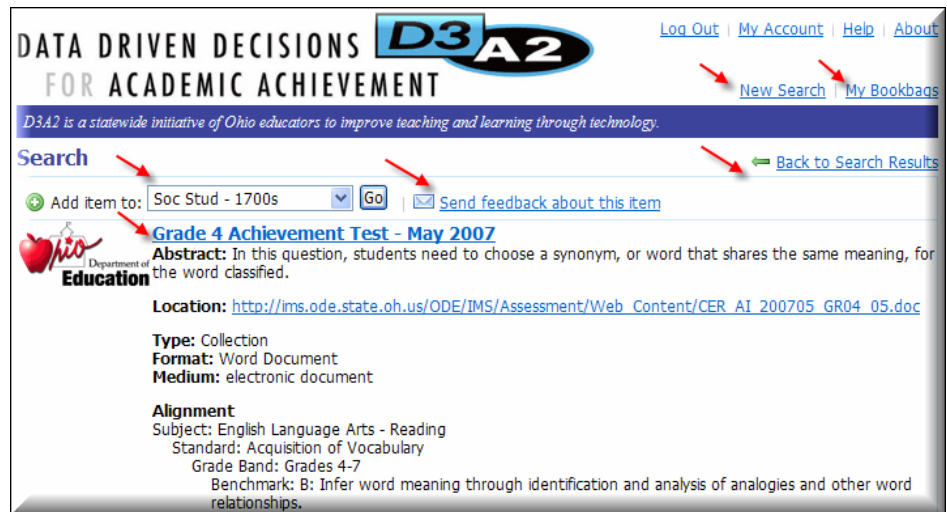 DATA DRIVEN DECISIONS D3A2
FOR ACADEMIC ACHIEVEMENT
Log Out | My Account | Help | About
New Search | My Bookbags
D3A2 is a statewide initiative of Ohio educators to improve teaching and learning through technology.
Search
Back to Search Results
Add item to: Soc Stud - 1700s Go | Send feedback about this item
Ohio
Department of
Education
Grade 4 Achievement Test - May 2007
Abstract: In this question, students need to choose a synonym, or word that shares the same meaning, for
the word classified.
Location: http://ims.ode.state.oh.us/ODE/IMS/Assessment/Web_Content/CER_AI_200705_GR04_05.doc
Type: Collection
Format: Word Document
Medium: electronic document
Alignment
Subject: English Language Arts - Reading
Standard: Acquisition of Vocabulary
Grade Band: Grades 4-7
Benchmark: B: Infer word meaning through identification and analysis of analogies and other word
relationships.